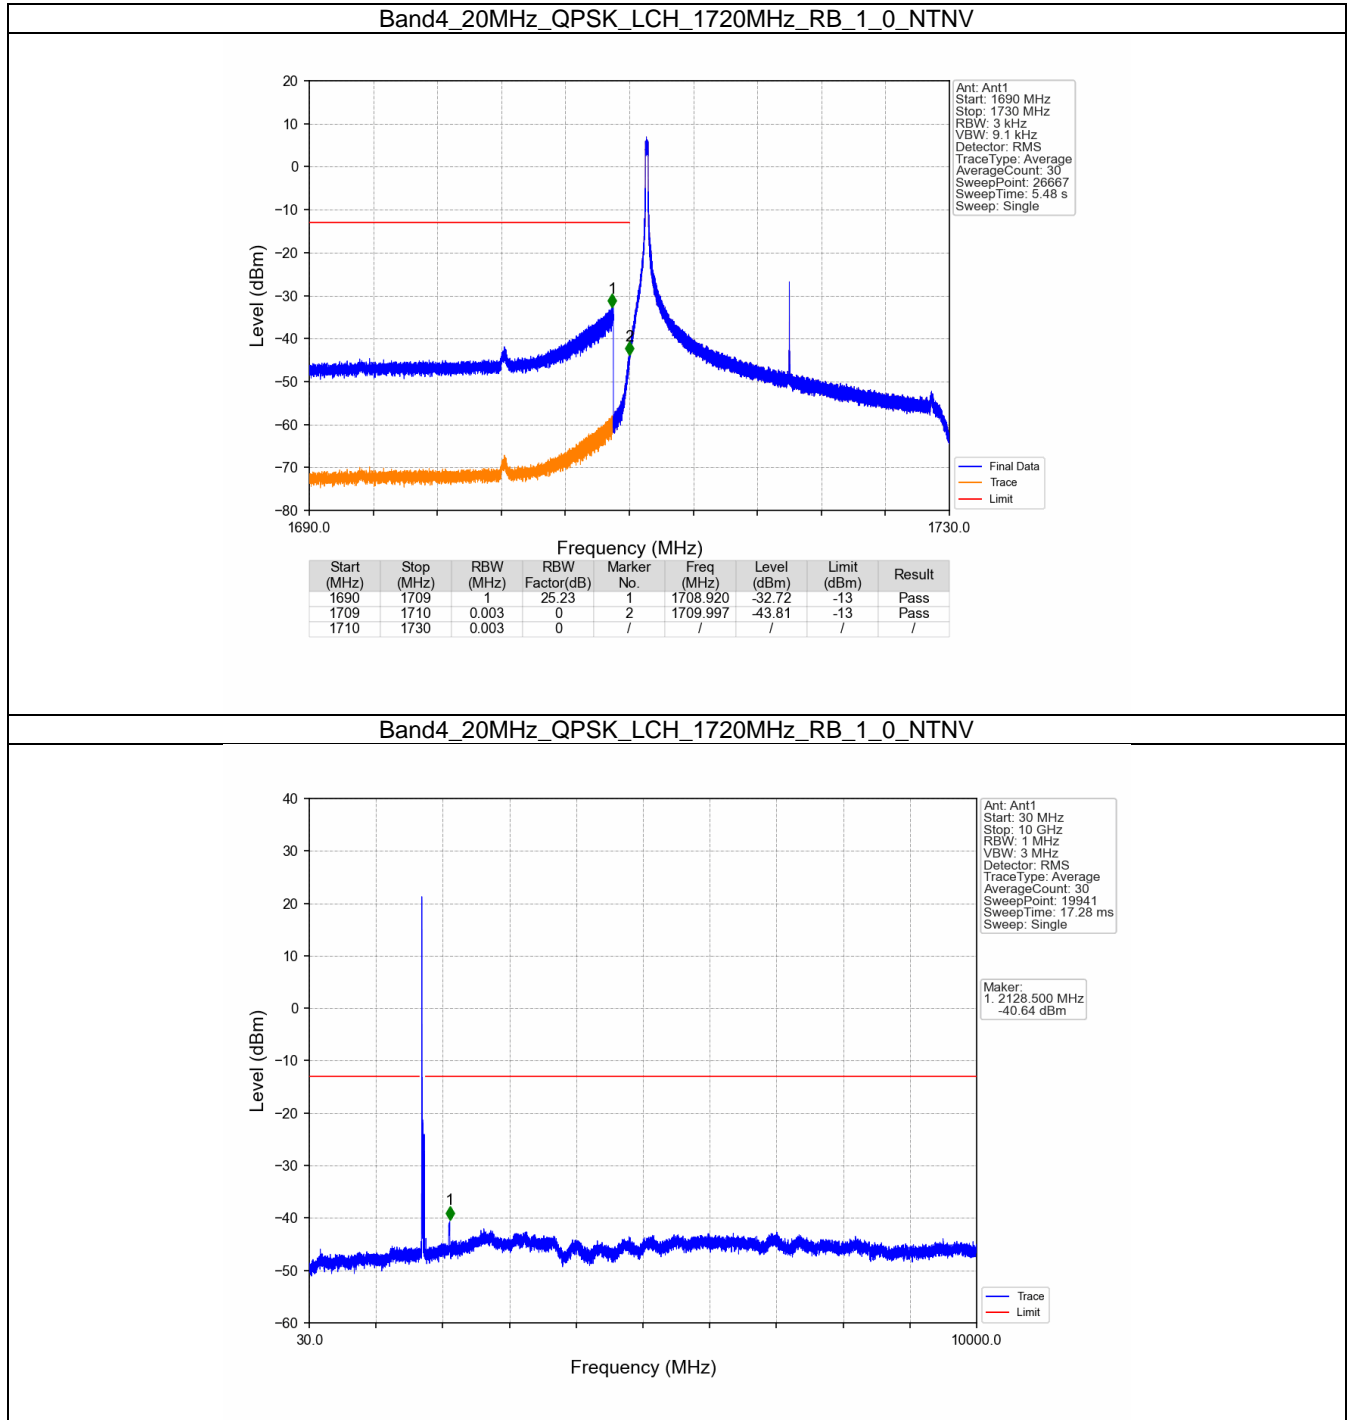 Band4_20MHz_QPSK_LCH_1720MHz_RB_1_0_NTNV
20
10
0
−10
−20
−30
−40
−50
−60
−70
−80
Level (dBm)
1690.0
1730.0
Frequency (MHz)
1
2
Ant: Ant1
Start: 1690 MHz
Stop: 1730 MHz
RBW: 3 kHz
VBW: 9.1 kHz
Detector: RMS
TraceType: Average
AverageCount: 30
SweepPoint: 26667
SweepTime: 5.48 s
Sweep: Single
Final Data
Trace
Limit
Start (MHz) Stop (MHz) RBW (MHz) RBW Factor(dB) Marker No. Freq (MHz) Level (dBm) Limit (dBm) Result
1690 1709 1 25.23 1 1708.920 -32.72 -13 Pass
1709 1710 0.003 0 2 1709.997 -43.81 -13 Pass
1710 1730 0.003 0 / / / / /
Band4_20MHz_QPSK_LCH_1720MHz_RB_1_0_NTNV
40
30
20
10
0
−10
−20
−30
−40
−50
−60
Level (dBm)
30.0
10000.0
Frequency (MHz)
1
Ant: Ant1
Start: 30 MHz
Stop: 10 GHz
RBW: 1 MHz
VBW: 3 MHz
Detector: RMS
TraceType: Average
AverageCount: 30
SweepPoint: 19941
SweepTime: 17.28 ms
Sweep: Single
Maker:
1. 2128.500 MHz
-40.64 dBm
Trace
Limit